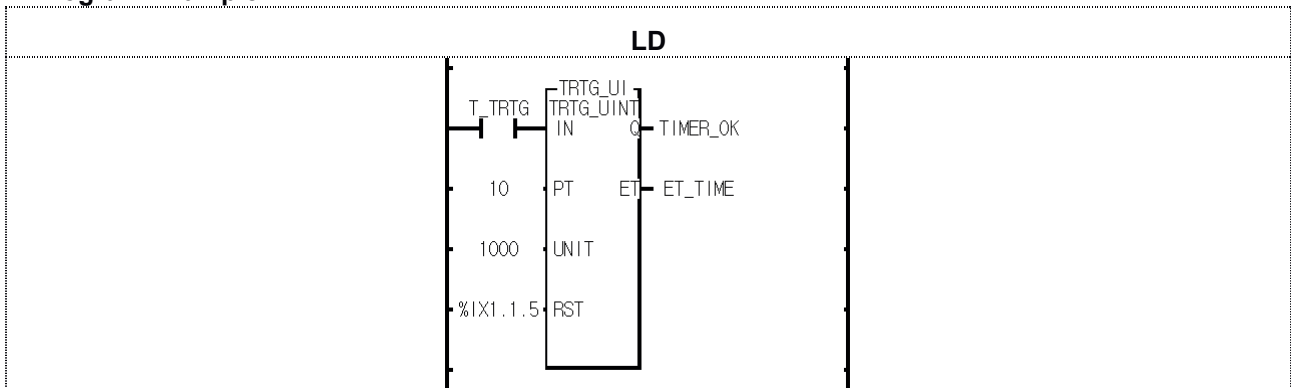 LD
TRTG_UI
T_TRTG TRTG_UINT
IN Q TIMER_OK
10 PT ET ET_TIME
1000 UNIT
%IX1.1.5 RST